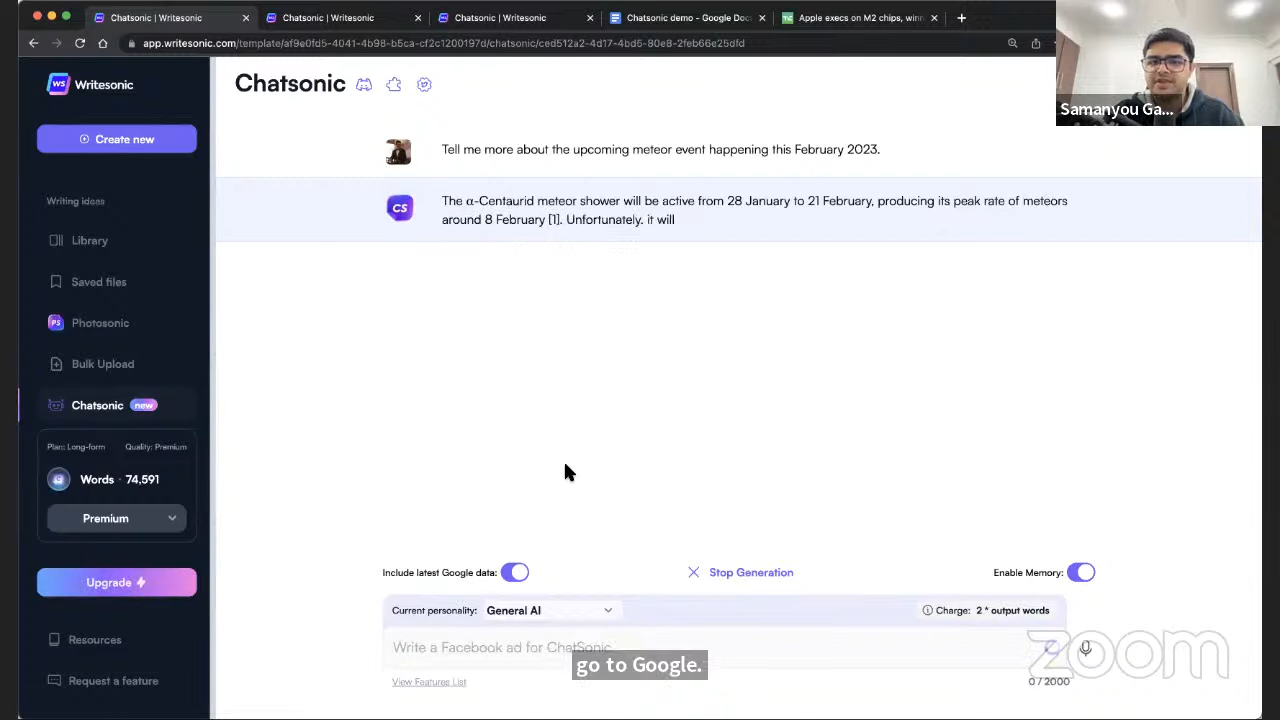 Chatsonic | Writesonic
Chatsonic | Writesonic
Chatsonic | Writesonic
Chatsonic demo - Google Docs
Apple execs on M2 chips, winn
app.writesonic.com/template/af9e0fd5-4041-4b98-b5ca-cf2c1200197d/chatsonic/ced512a2-4d17-4bd5-80e8-2feb66e25dfd
Samanyou Ga...
WS Writesonic
Create new
Writing ideas
Library
Saved files
PS Photosonic
Bulk Upload
Chatsonic new
Plan: Long-form Quality: Premium
Words · 74,591
Premium
Upgrade
Resources
Request a feature
Chatsonic
Tell me more about the upcoming meteor event happening this February 2023.
CS
The α-Centaurid meteor shower will be active from 28 January to 21 February, producing its peak rate of meteors
around 8 February [1]. Unfortunately. it will
Include latest Google data:
Stop Generation
Enable Memory:
Current personality: General AI
Charge: 2 * output words
Write a Facebook ad for ChatSonic.
go to Google.
View Features List
0 / 2000
zoom